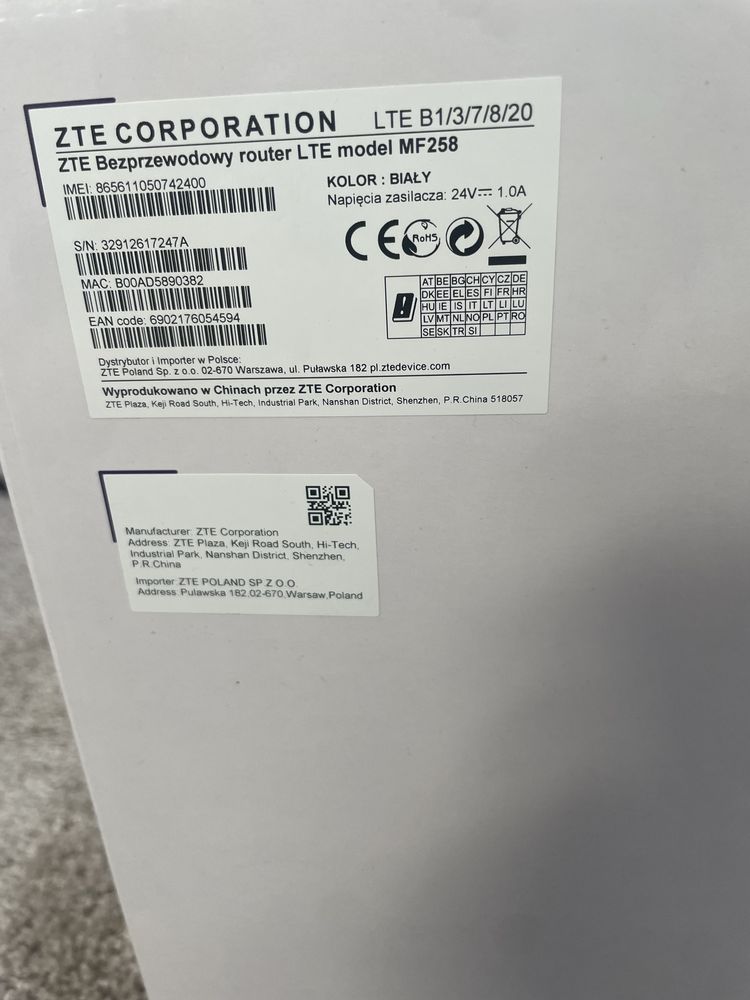 ZTE CORPORATION LTE B1/3/7/8/20
ZTE Bezprzewodowy router LTE model MF258
IMEI: 865611050742400
KOLOR : BIAŁY
Napięcia zasilacza: 24V⎓ 1.0A
S/N: 32912617247A
CE RoHS
MAC: B00AD5890382
EAN code: 6902176054594
AT BE BG CH CY CZ DE
DK EE EL ES FI FR HR
HU IE IS IT LT LI LU
LV MT NL NO PL PT RO
SE SK TR SI
Dystrybutor i Importer w Polsce:
ZTE Poland Sp. z o.o. 02-670 Warszawa, ul. Puławska 182 pl.ztedevice.com
Wyprodukowano w Chinach przez ZTE Corporation
ZTE Plaza, Keji Road South, Hi-Tech, Industrial Park, Nanshan District, Shenzhen, P.R.China 518057
Manufacturer: ZTE Corporation
Address: ZTE Plaza, Keji Road South, Hi-Tech,
Industrial Park, Nanshan District, Shenzhen,
P.R.China
Importer:ZTE POLAND SP.Z O.O.
Address:Pulawska 182,02-670,Warsaw,Poland